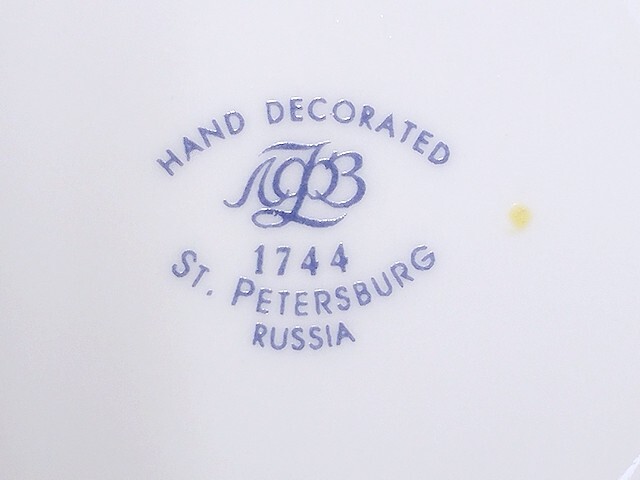 HAND DECORATED
ЛФЗ
1744
ST. PETERSBURG
RUSSIA